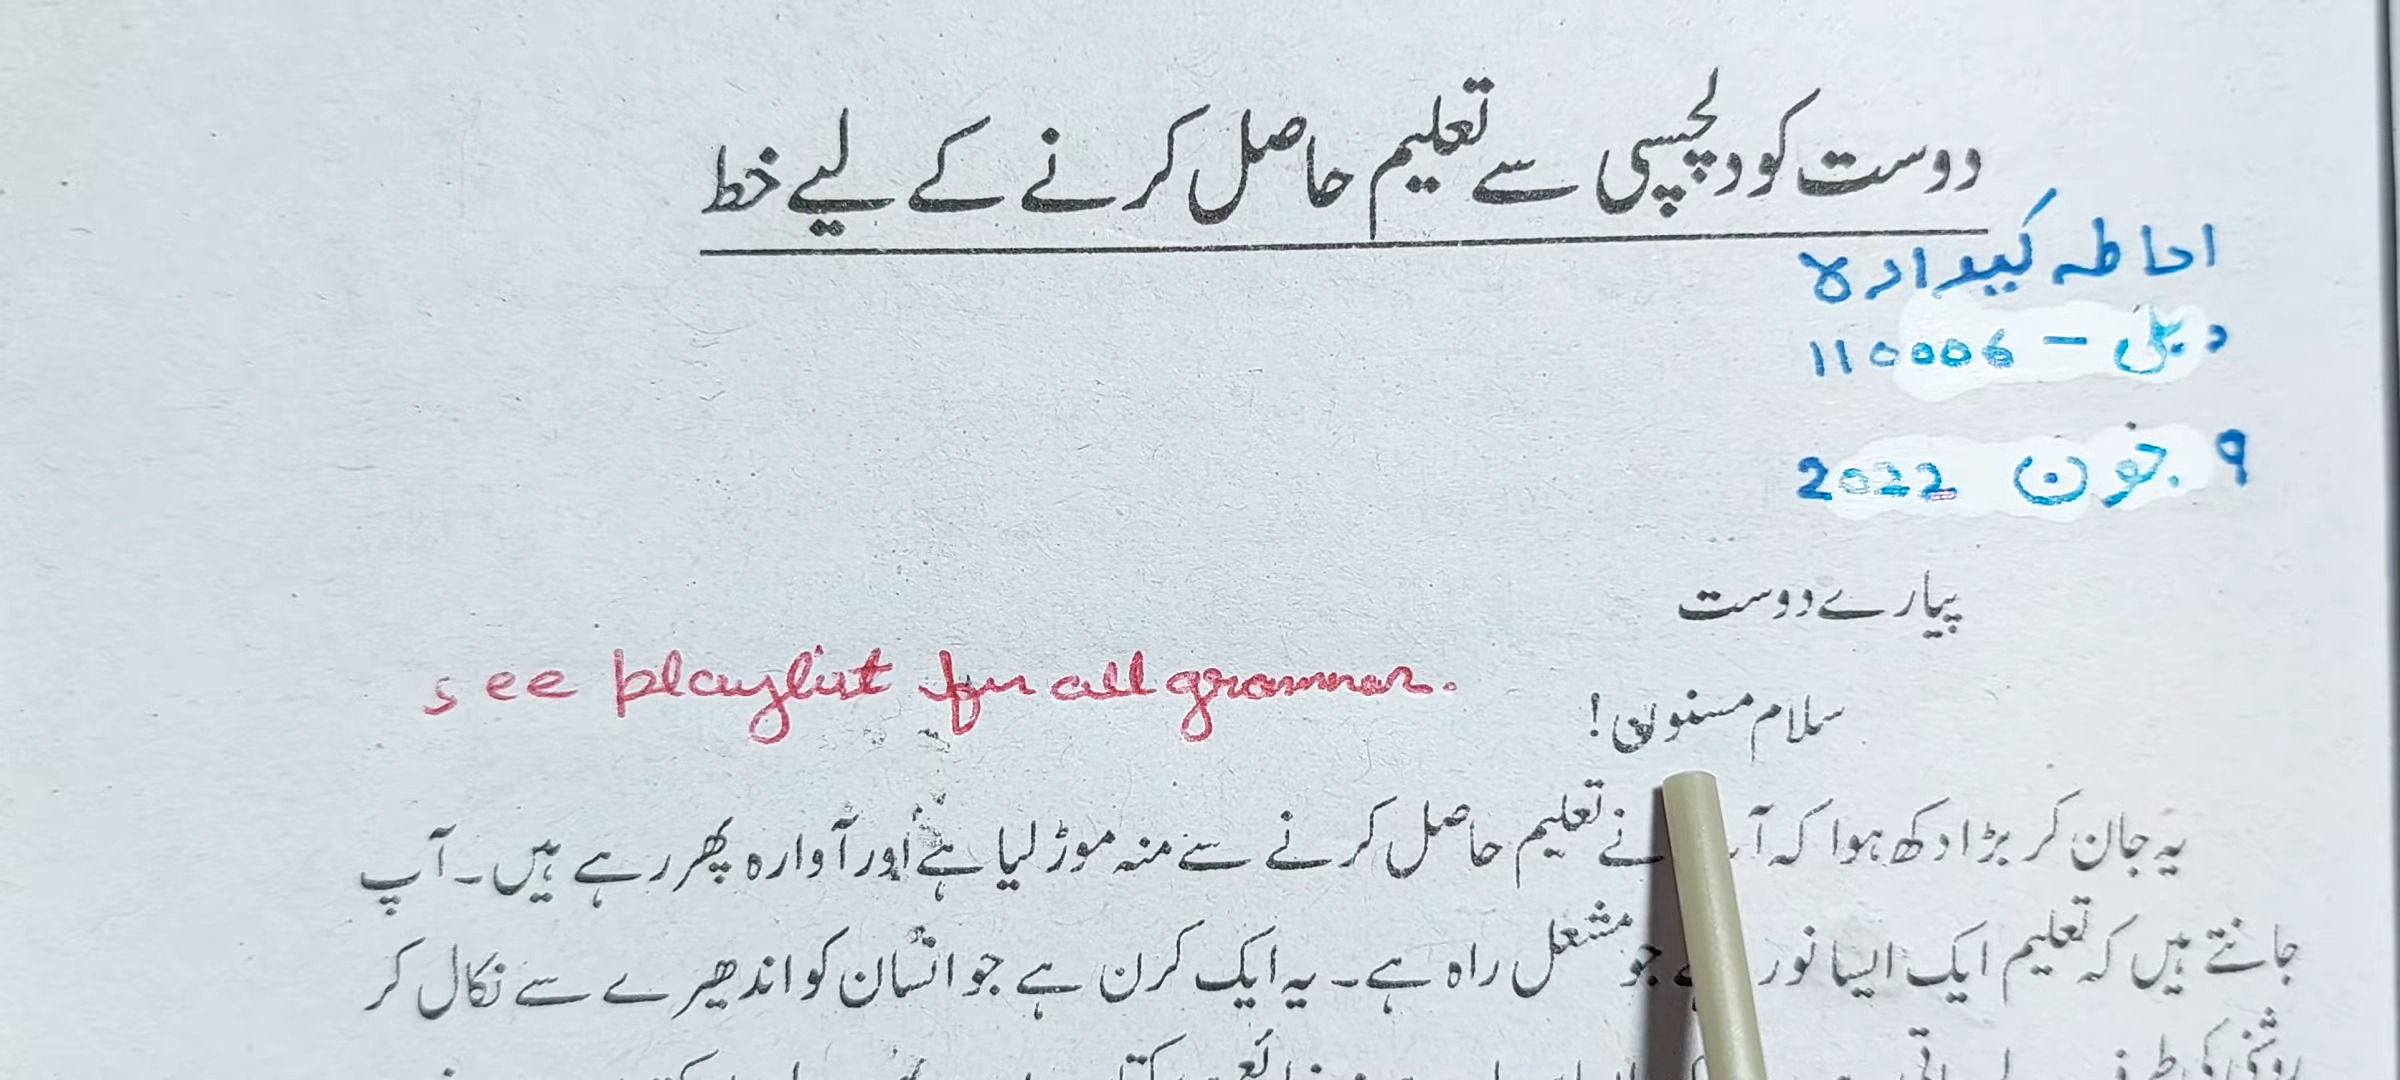 دوست کو دلچسپی سے تعلیم حاصل کرنے کے لیے خط
احاطہ کیدارہ
دہلی - 110006
9 جون 2022
پیارے دوست
see playlist for all grammar.
سلام مسنون!
یہ جان کر بڑا دکھ ہوا کہ نے تعلیم حاصل کرنے سے منہ موڑ لیا ہے اور آوارہ پھر رہے ہیں۔ آپ
جانتے ہیں کہ تعلیم ایک ایسا نور ہے جو مشعل راہ ہے۔ یہ ایک کرن ہے جو انسان کو اندھیرے سے نکال کر
روشنی کی طرف